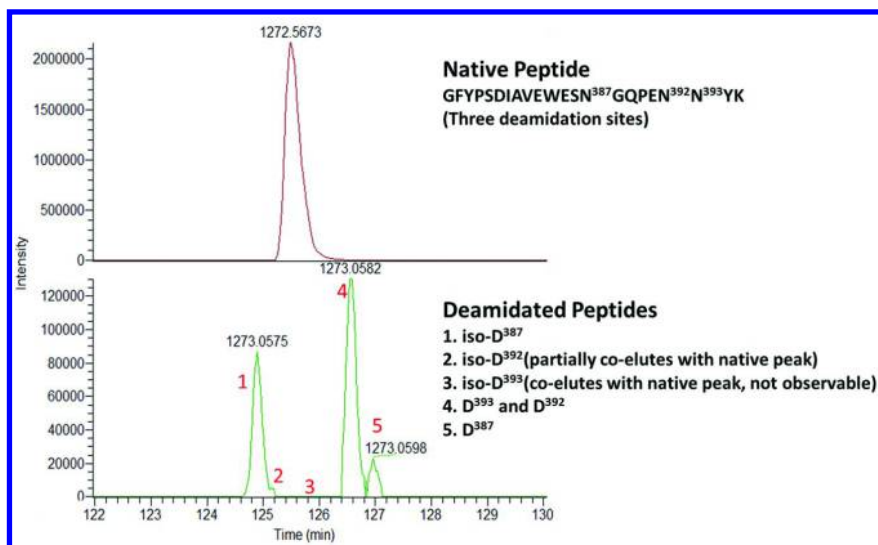 1272.5673
2000000
1500000
1000000
500000
0
Native Peptide
GFYPSDIAVEWESN³⁸⁷GQPEN³⁹²N³⁹³YK
(Three deamidation sites)
Intensity
1273.0582
120000
100000
80000
60000
40000
20000
0
1273.0575
1
2
3
4
5
1273.0598
Deamidated Peptides
1. iso-D³⁸⁷
2. iso-D³⁹²(partially co-elutes with native peak)
3. iso-D³⁹³(co-elutes with native peak, not observable)
4. D³⁹³ and D³⁹²
5. D³⁸⁷
122 123 124 125 126 127 128 129 130
Time (min)